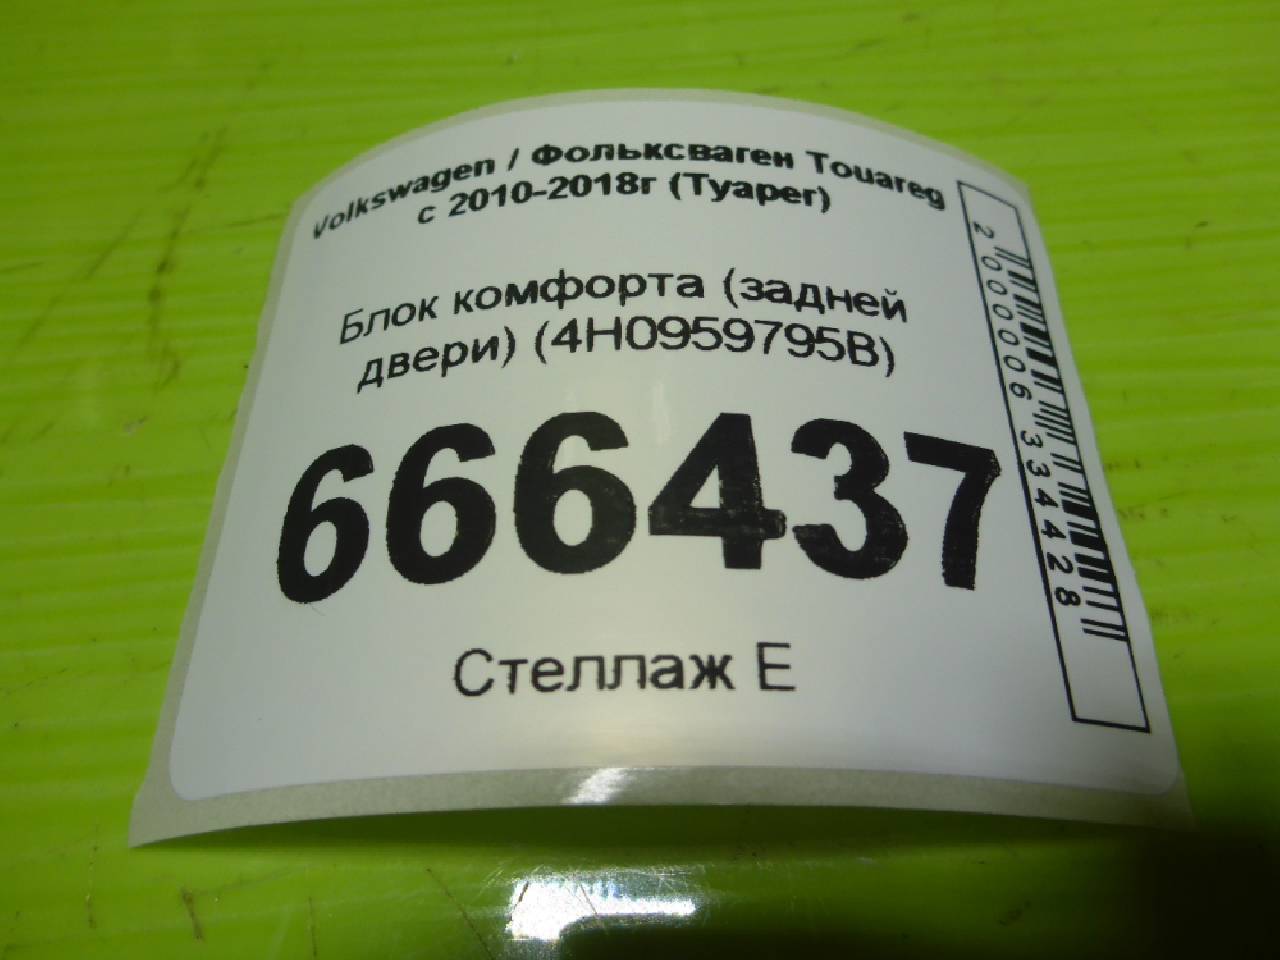 Volkswagen / Фольксваген Touareg
с 2010-2018г (Туарег)
Блок комфорта (задней
двери) (4H0959795B)
666437
Стеллаж Е
2000006334428